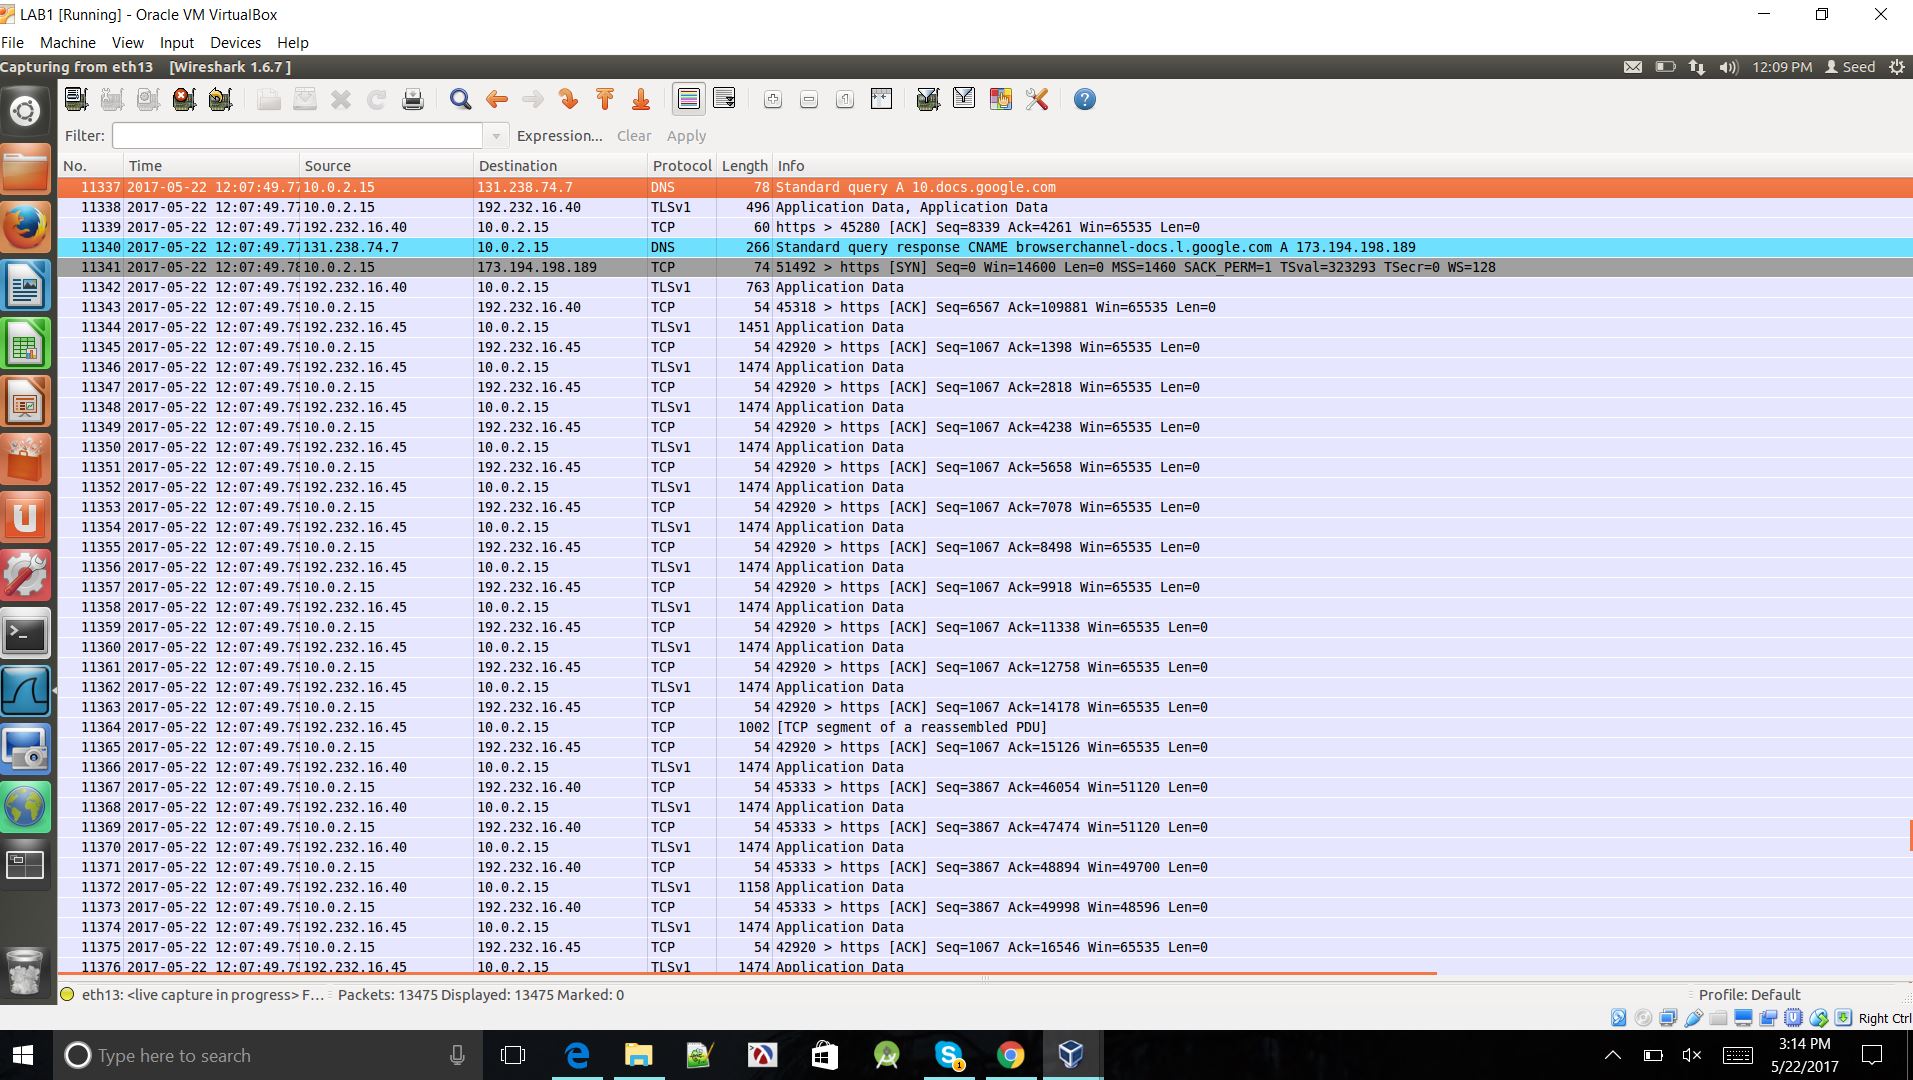 LAB1 [Running] - Oracle VM VirtualBox
File Machine View Input Devices Help
Capturing from eth13 [Wireshark 1.6.7 ] 12:09 PM Seed
Filter: Expression... Clear Apply
No. Time Source Destination Protocol Length Info
11337 2017-05-22 12:07:49.77 10.0.2.15 131.238.74.7 DNS 78 Standard query A 10.docs.google.com
11338 2017-05-22 12:07:49.77 10.0.2.15 192.232.16.40 TLSv1 496 Application Data, Application Data
11339 2017-05-22 12:07:49.77 192.232.16.40 10.0.2.15 TCP 60 https > 45280 [ACK] Seq=8339 Ack=4261 Win=65535 Len=0
11340 2017-05-22 12:07:49.77 131.238.74.7 10.0.2.15 DNS 266 Standard query response CNAME browserchannel-docs.l.google.com A 173.194.198.189
11341 2017-05-22 12:07:49.78 10.0.2.15 173.194.198.189 TCP 74 51492 > https [SYN] Seq=0 Win=14600 Len=0 MSS=1460 SACK_PERM=1 TSval=323293 TSecr=0 WS=128
11342 2017-05-22 12:07:49.79 192.232.16.40 10.0.2.15 TLSv1 763 Application Data
11343 2017-05-22 12:07:49.79 10.0.2.15 192.232.16.40 TCP 54 45318 > https [ACK] Seq=6567 Ack=109881 Win=65535 Len=0
11344 2017-05-22 12:07:49.79 192.232.16.45 10.0.2.15 TLSv1 1451 Application Data
11345 2017-05-22 12:07:49.79 10.0.2.15 192.232.16.45 TCP 54 42920 > https [ACK] Seq=1067 Ack=1398 Win=65535 Len=0
11346 2017-05-22 12:07:49.79 192.232.16.45 10.0.2.15 TLSv1 1474 Application Data
11347 2017-05-22 12:07:49.79 10.0.2.15 192.232.16.45 TCP 54 42920 > https [ACK] Seq=1067 Ack=2818 Win=65535 Len=0
11348 2017-05-22 12:07:49.79 192.232.16.45 10.0.2.15 TLSv1 1474 Application Data
11349 2017-05-22 12:07:49.79 10.0.2.15 192.232.16.45 TCP 54 42920 > https [ACK] Seq=1067 Ack=4238 Win=65535 Len=0
11350 2017-05-22 12:07:49.79 192.232.16.45 10.0.2.15 TLSv1 1474 Application Data
11351 2017-05-22 12:07:49.79 10.0.2.15 192.232.16.45 TCP 54 42920 > https [ACK] Seq=1067 Ack=5658 Win=65535 Len=0
11352 2017-05-22 12:07:49.79 192.232.16.45 10.0.2.15 TLSv1 1474 Application Data
11353 2017-05-22 12:07:49.79 10.0.2.15 192.232.16.45 TCP 54 42920 > https [ACK] Seq=1067 Ack=7078 Win=65535 Len=0
11354 2017-05-22 12:07:49.79 192.232.16.45 10.0.2.15 TLSv1 1474 Application Data
11355 2017-05-22 12:07:49.79 10.0.2.15 192.232.16.45 TCP 54 42920 > https [ACK] Seq=1067 Ack=8498 Win=65535 Len=0
11356 2017-05-22 12:07:49.79 192.232.16.45 10.0.2.15 TLSv1 1474 Application Data
11357 2017-05-22 12:07:49.79 10.0.2.15 192.232.16.45 TCP 54 42920 > https [ACK] Seq=1067 Ack=9918 Win=65535 Len=0
11358 2017-05-22 12:07:49.79 192.232.16.45 10.0.2.15 TLSv1 1474 Application Data
11359 2017-05-22 12:07:49.79 10.0.2.15 192.232.16.45 TCP 54 42920 > https [ACK] Seq=1067 Ack=11338 Win=65535 Len=0
11360 2017-05-22 12:07:49.79 192.232.16.45 10.0.2.15 TLSv1 1474 Application Data
11361 2017-05-22 12:07:49.79 10.0.2.15 192.232.16.45 TCP 54 42920 > https [ACK] Seq=1067 Ack=12758 Win=65535 Len=0
11362 2017-05-22 12:07:49.79 192.232.16.45 10.0.2.15 TLSv1 1474 Application Data
11363 2017-05-22 12:07:49.79 10.0.2.15 192.232.16.45 TCP 54 42920 > https [ACK] Seq=1067 Ack=14178 Win=65535 Len=0
11364 2017-05-22 12:07:49.79 192.232.16.45 10.0.2.15 TCP 1002 [TCP segment of a reassembled PDU]
11365 2017-05-22 12:07:49.79 10.0.2.15 192.232.16.45 TCP 54 42920 > https [ACK] Seq=1067 Ack=15126 Win=65535 Len=0
11366 2017-05-22 12:07:49.79 192.232.16.40 10.0.2.15 TLSv1 1474 Application Data
11367 2017-05-22 12:07:49.79 10.0.2.15 192.232.16.40 TCP 54 45333 > https [ACK] Seq=3867 Ack=46054 Win=51120 Len=0
11368 2017-05-22 12:07:49.79 192.232.16.40 10.0.2.15 TLSv1 1474 Application Data
11369 2017-05-22 12:07:49.79 10.0.2.15 192.232.16.40 TCP 54 45333 > https [ACK] Seq=3867 Ack=47474 Win=51120 Len=0
11370 2017-05-22 12:07:49.79 192.232.16.40 10.0.2.15 TLSv1 1474 Application Data
11371 2017-05-22 12:07:49.79 10.0.2.15 192.232.16.40 TCP 54 45333 > https [ACK] Seq=3867 Ack=48894 Win=49700 Len=0
11372 2017-05-22 12:07:49.79 192.232.16.40 10.0.2.15 TLSv1 1158 Application Data
11373 2017-05-22 12:07:49.79 10.0.2.15 192.232.16.40 TCP 54 45333 > https [ACK] Seq=3867 Ack=49998 Win=48596 Len=0
11374 2017-05-22 12:07:49.79 192.232.16.45 10.0.2.15 TLSv1 1474 Application Data
11375 2017-05-22 12:07:49.79 10.0.2.15 192.232.16.45 TCP 54 42920 > https [ACK] Seq=1067 Ack=16546 Win=65535 Len=0
11376 2017-05-22 12:07:49.79 192.232.16.45 10.0.2.15 TLSv1 1474 Application Data
eth13: <live capture in progress> F... Packets: 13475 Displayed: 13475 Marked: 0 Profile: Default
Right Ctrl
Type here to search
3:14 PM
5/22/2017